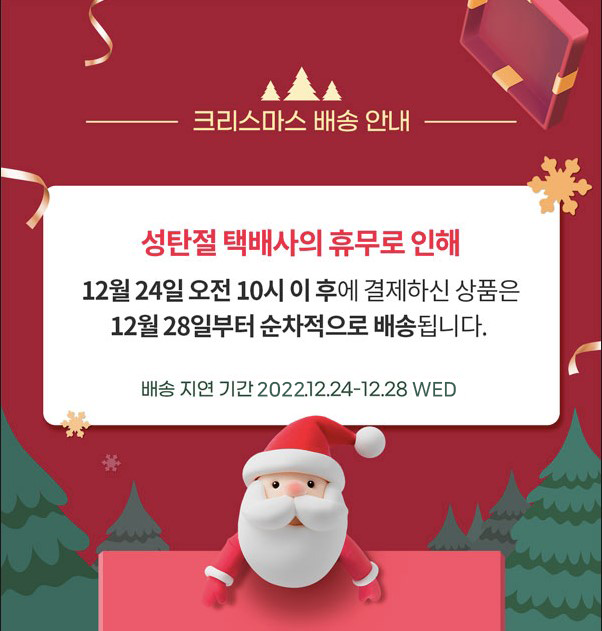 크리스마스 배송 안내
성탄절 택배사의 휴무로 인해
12월 24일 오전 10시 이 후에 결제하신 상품은
12월 28일부터 순차적으로 배송됩니다.
배송 지연 기간 2022.12.24-12.28 WED